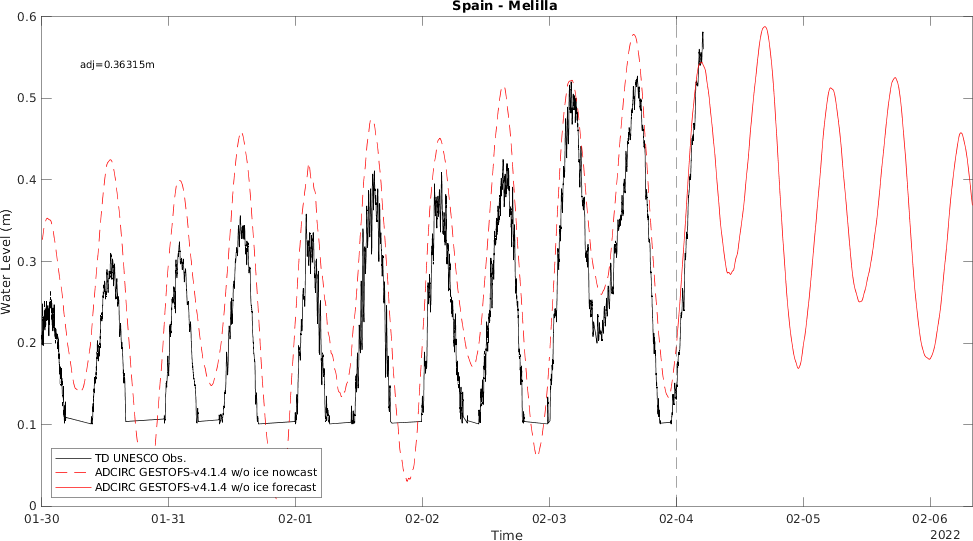 Spain - Melilla
adj=0.36315m
Water Level (m)
0.6
0.5
0.4
0.3
0.2
0.1
0
TD UNESCO Obs.
ADCIRC GESTOFS-v4.1.4 w/o ice nowcast
ADCIRC GESTOFS-v4.1.4 w/o ice forecast
01-30 01-31 02-01 02-02 02-03 02-04 02-05 02-06
Time
2022